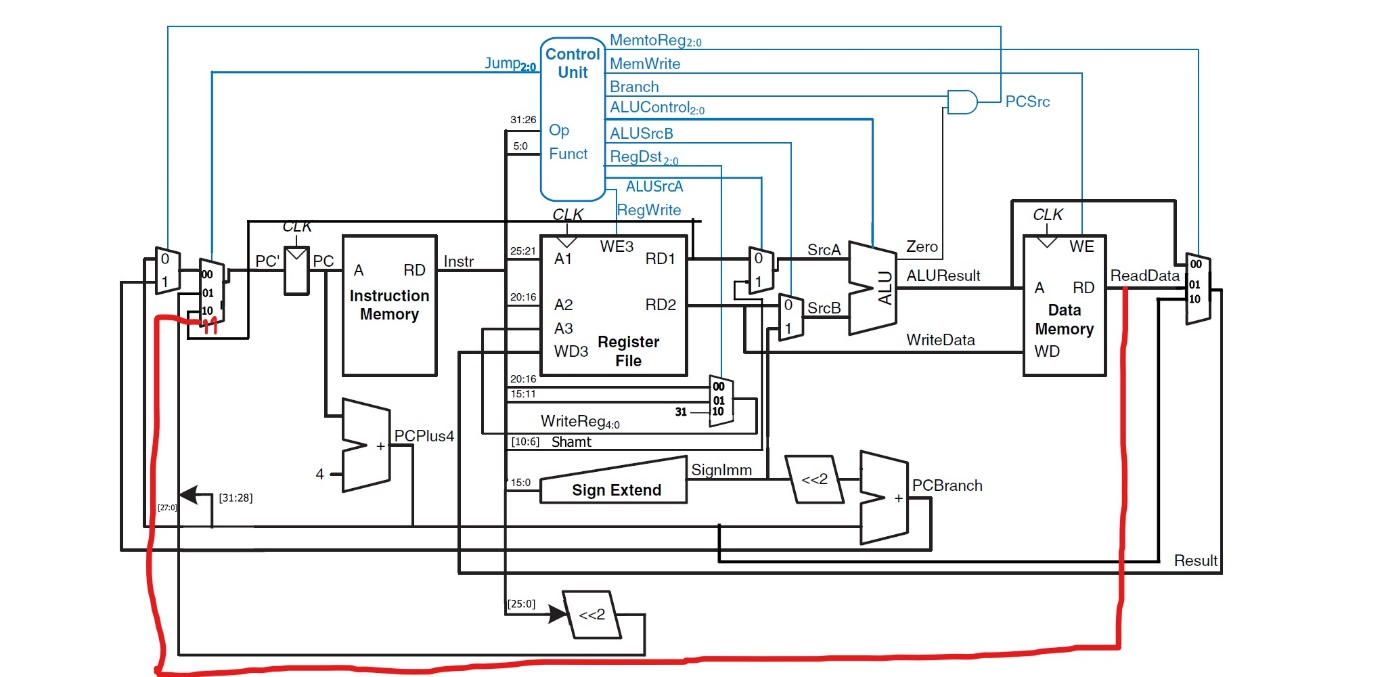 MemtoReg2:0
Control
Unit
Jump2:0
MemWrite
Branch
PCSrc
ALUControl2:0
31:26
Op
ALUSrcB
5:0
Funct
RegDst2:0
ALUSrcA
RegWrite
CLK
CLK
CLK
0
1
00
01
10
11
PC'
PC
A
RD
Instruction
Memory
Instr
25:21
A1
WE3
RD1
20:16
A2
RD2
A3
WD3
Register
File
0
1
SrcA
0
1
SrcB
ALU
Zero
ALUResult
WriteData
WE
A
RD
Data
Memory
WD
ReadData
00
01
10
20:16
15:11
31
00
01
10
WriteReg4:0
[10:6] Shamt
PCPlus4
+
4
15:0
Sign Extend
SignImm
<<2
+
PCBranch
[31:28]
[27:0]
Result
[25:0]
<<2